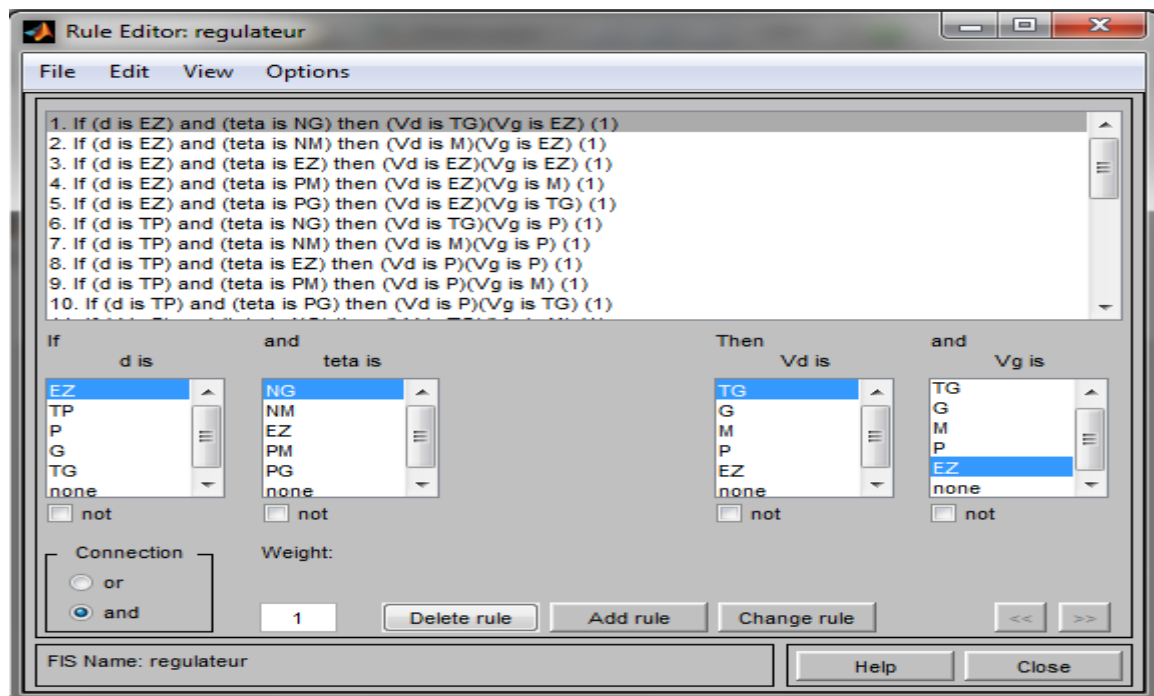 Rule Editor: regulateur
File Edit View Options
1. If (d is EZ) and (teta is NG) then (Vd is TG)(Vg is EZ) (1)
2. If (d is EZ) and (teta is NM) then (Vd is M)(Vg is EZ) (1)
3. If (d is EZ) and (teta is EZ) then (Vd is EZ)(Vg is EZ) (1)
4. If (d is EZ) and (teta is PM) then (Vd is EZ)(Vg is M) (1)
5. If (d is EZ) and (teta is PG) then (Vd is EZ)(Vg is TG) (1)
6. If (d is TP) and (teta is NG) then (Vd is TG)(Vg is P) (1)
7. If (d is TP) and (teta is NM) then (Vd is M)(Vg is P) (1)
8. If (d is TP) and (teta is EZ) then (Vd is P)(Vg is P) (1)
9. If (d is TP) and (teta is PM) then (Vd is P)(Vg is M) (1)
10. If (d is TP) and (teta is PG) then (Vd is P)(Vg is TG) (1)
If and Then and
d is teta is Vd is Vg is
EZ NG TG TG
TP NM G G
P EZ M M
G PM P P
TG PG EZ EZ
none none none none
not not not not
Connection Weight:
or
and 1 Delete rule Add rule Change rule << >>
FIS Name: regulateur Help Close